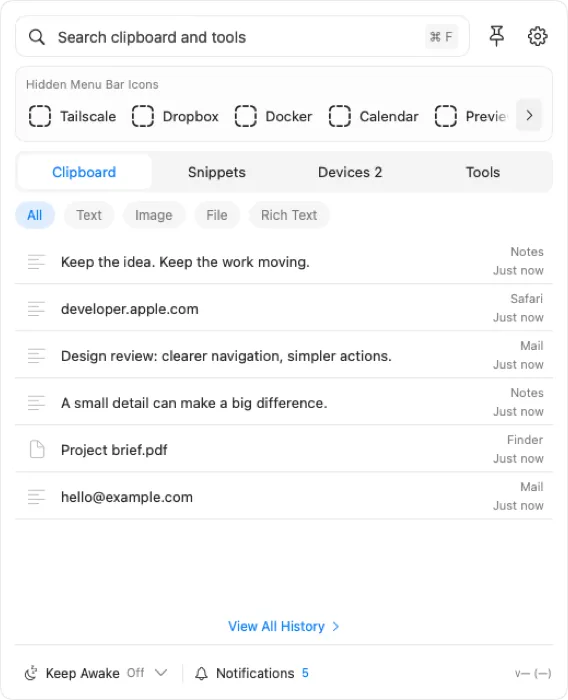 Search clipboard and tools ⌘ F
Hidden Menu Bar Icons
Tailscale Dropbox Docker Calendar Previe
Clipboard Snippets Devices 2 Tools
All Text Image File Rich Text
Keep the idea. Keep the work moving. Notes
Just now
developer.apple.com Safari
Just now
Design review: clearer navigation, simpler actions. Mail
Just now
A small detail can make a big difference. Notes
Just now
Project brief.pdf Finder
Just now
hello@example.com Mail
Just now
View All History
Keep Awake Off Notifications 5 v— (—)